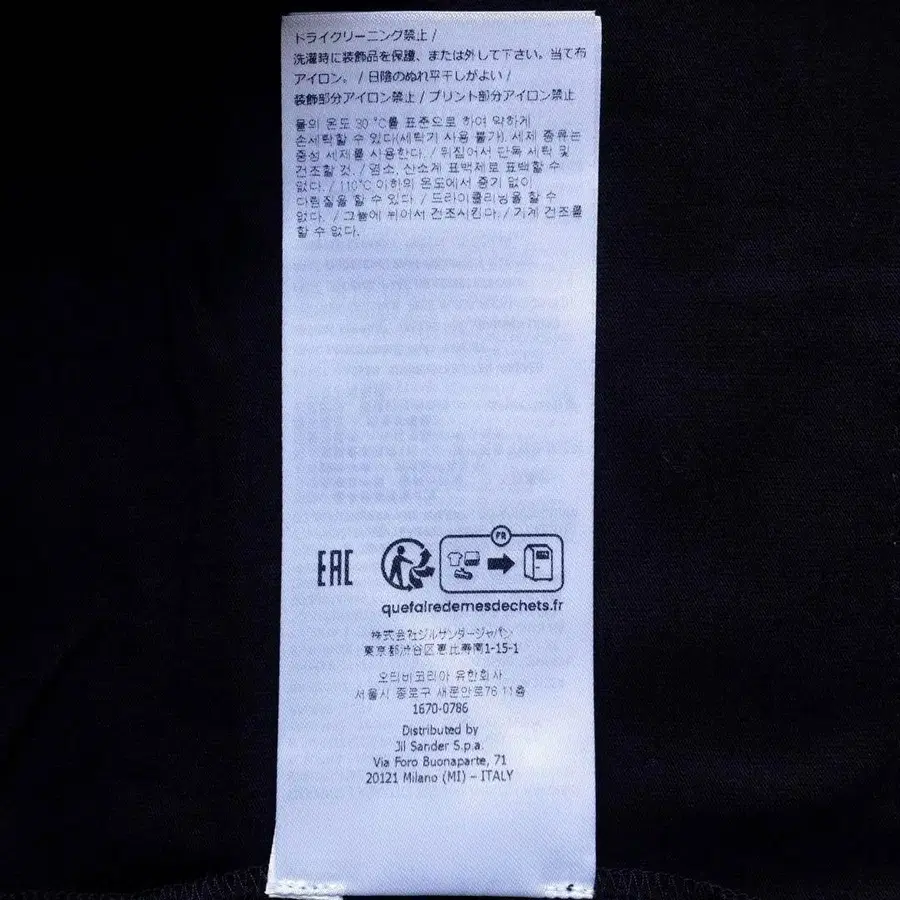 ドライクリーニング禁止 /
洗濯時に装飾品を保護、または外して下さい。当て布
アイロン。 / 日陰のぬれ平干しがよい /
装飾部分アイロン禁止 / プリント部分アイロン禁止
물의 온도 30 °C를 표준으로 하여 약하게
손세탁할 수 있다(세탁기 사용 불가). 세제 종류는
중성 세제를 사용한다. / 뒤집어서 단독 세탁 및
건조할 것. / 염소, 산소계 표백제로 표백할 수
없다. / 110°C 이하의 온도에서 증기 없이
다림질을 할 수 있다. / 드라이클리닝을 할 수
없다. / 그늘에 뉘어서 건조시킨다. / 기계 건조를
할 수 없다.
EAC
FR
quefairedemesdechets.fr
株式会社ジルサンダージャパン
東京都渋谷区恵比寿南1-15-1
오티비코리아 유한회사
서울시 종로구 새문안로76 11층
1670-0786
Distributed by
Jil Sander S.p.a.
Via Foro Buonaparte, 71
20121 Milano (MI) – ITALY